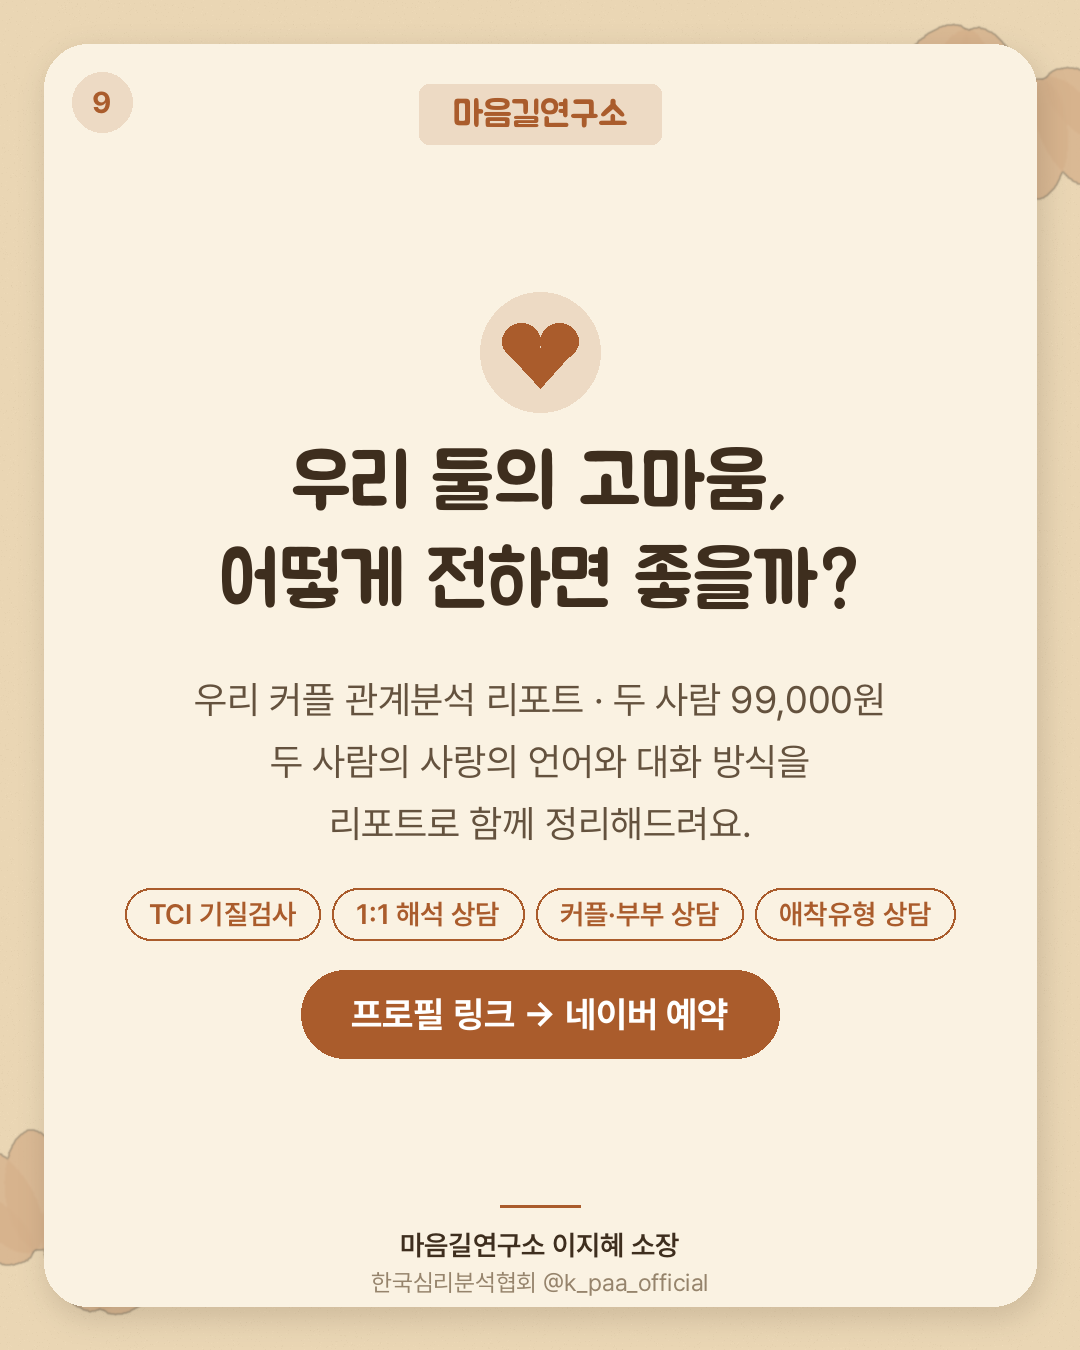 9
마음길연구소
우리 둘의 고마움,
어떻게 전하면 좋을까?
우리 커플 관계분석 리포트 · 두 사람 99,000원
두 사람의 사랑의 언어와 대화 방식을
리포트로 함께 정리해드려요.
TCI 기질검사 1:1 해석 상담 커플·부부 상담 애착유형 상담
프로필 링크 → 네이버 예약
마음길연구소 이지혜 소장
한국심리분석협회 @k_paa_official